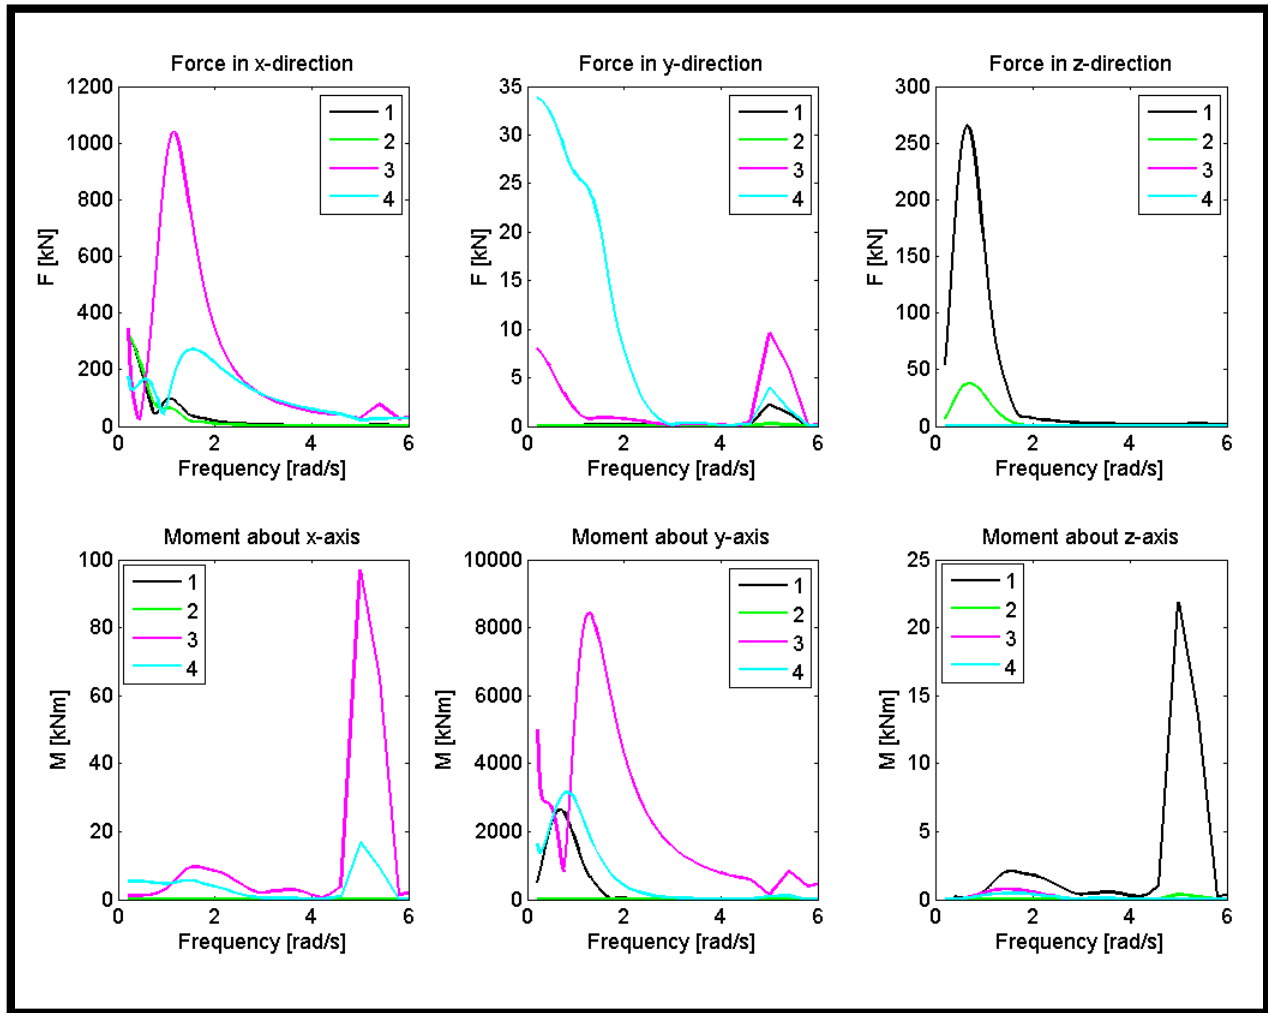 Force in x-direction
1200
1000
800
600
400
200
0
F [kN]
0 2 4 6
Frequency [rad/s]
1
2
3
4
Force in y-direction
35
30
25
20
15
10
5
0
F [kN]
0 2 4 6
Frequency [rad/s]
1
2
3
4
Force in z-direction
300
250
200
150
100
50
0
F [kN]
0 2 4 6
Frequency [rad/s]
1
2
3
4
Moment about x-axis
100
80
60
40
20
0
M [kNm]
0 2 4 6
Frequency [rad/s]
1
2
3
4
Moment about y-axis
10000
8000
6000
4000
2000
0
M [kNm]
0 2 4 6
Frequency [rad/s]
1
2
3
4
Moment about z-axis
25
20
15
10
5
0
M [kNm]
0 2 4 6
Frequency [rad/s]
1
2
3
4